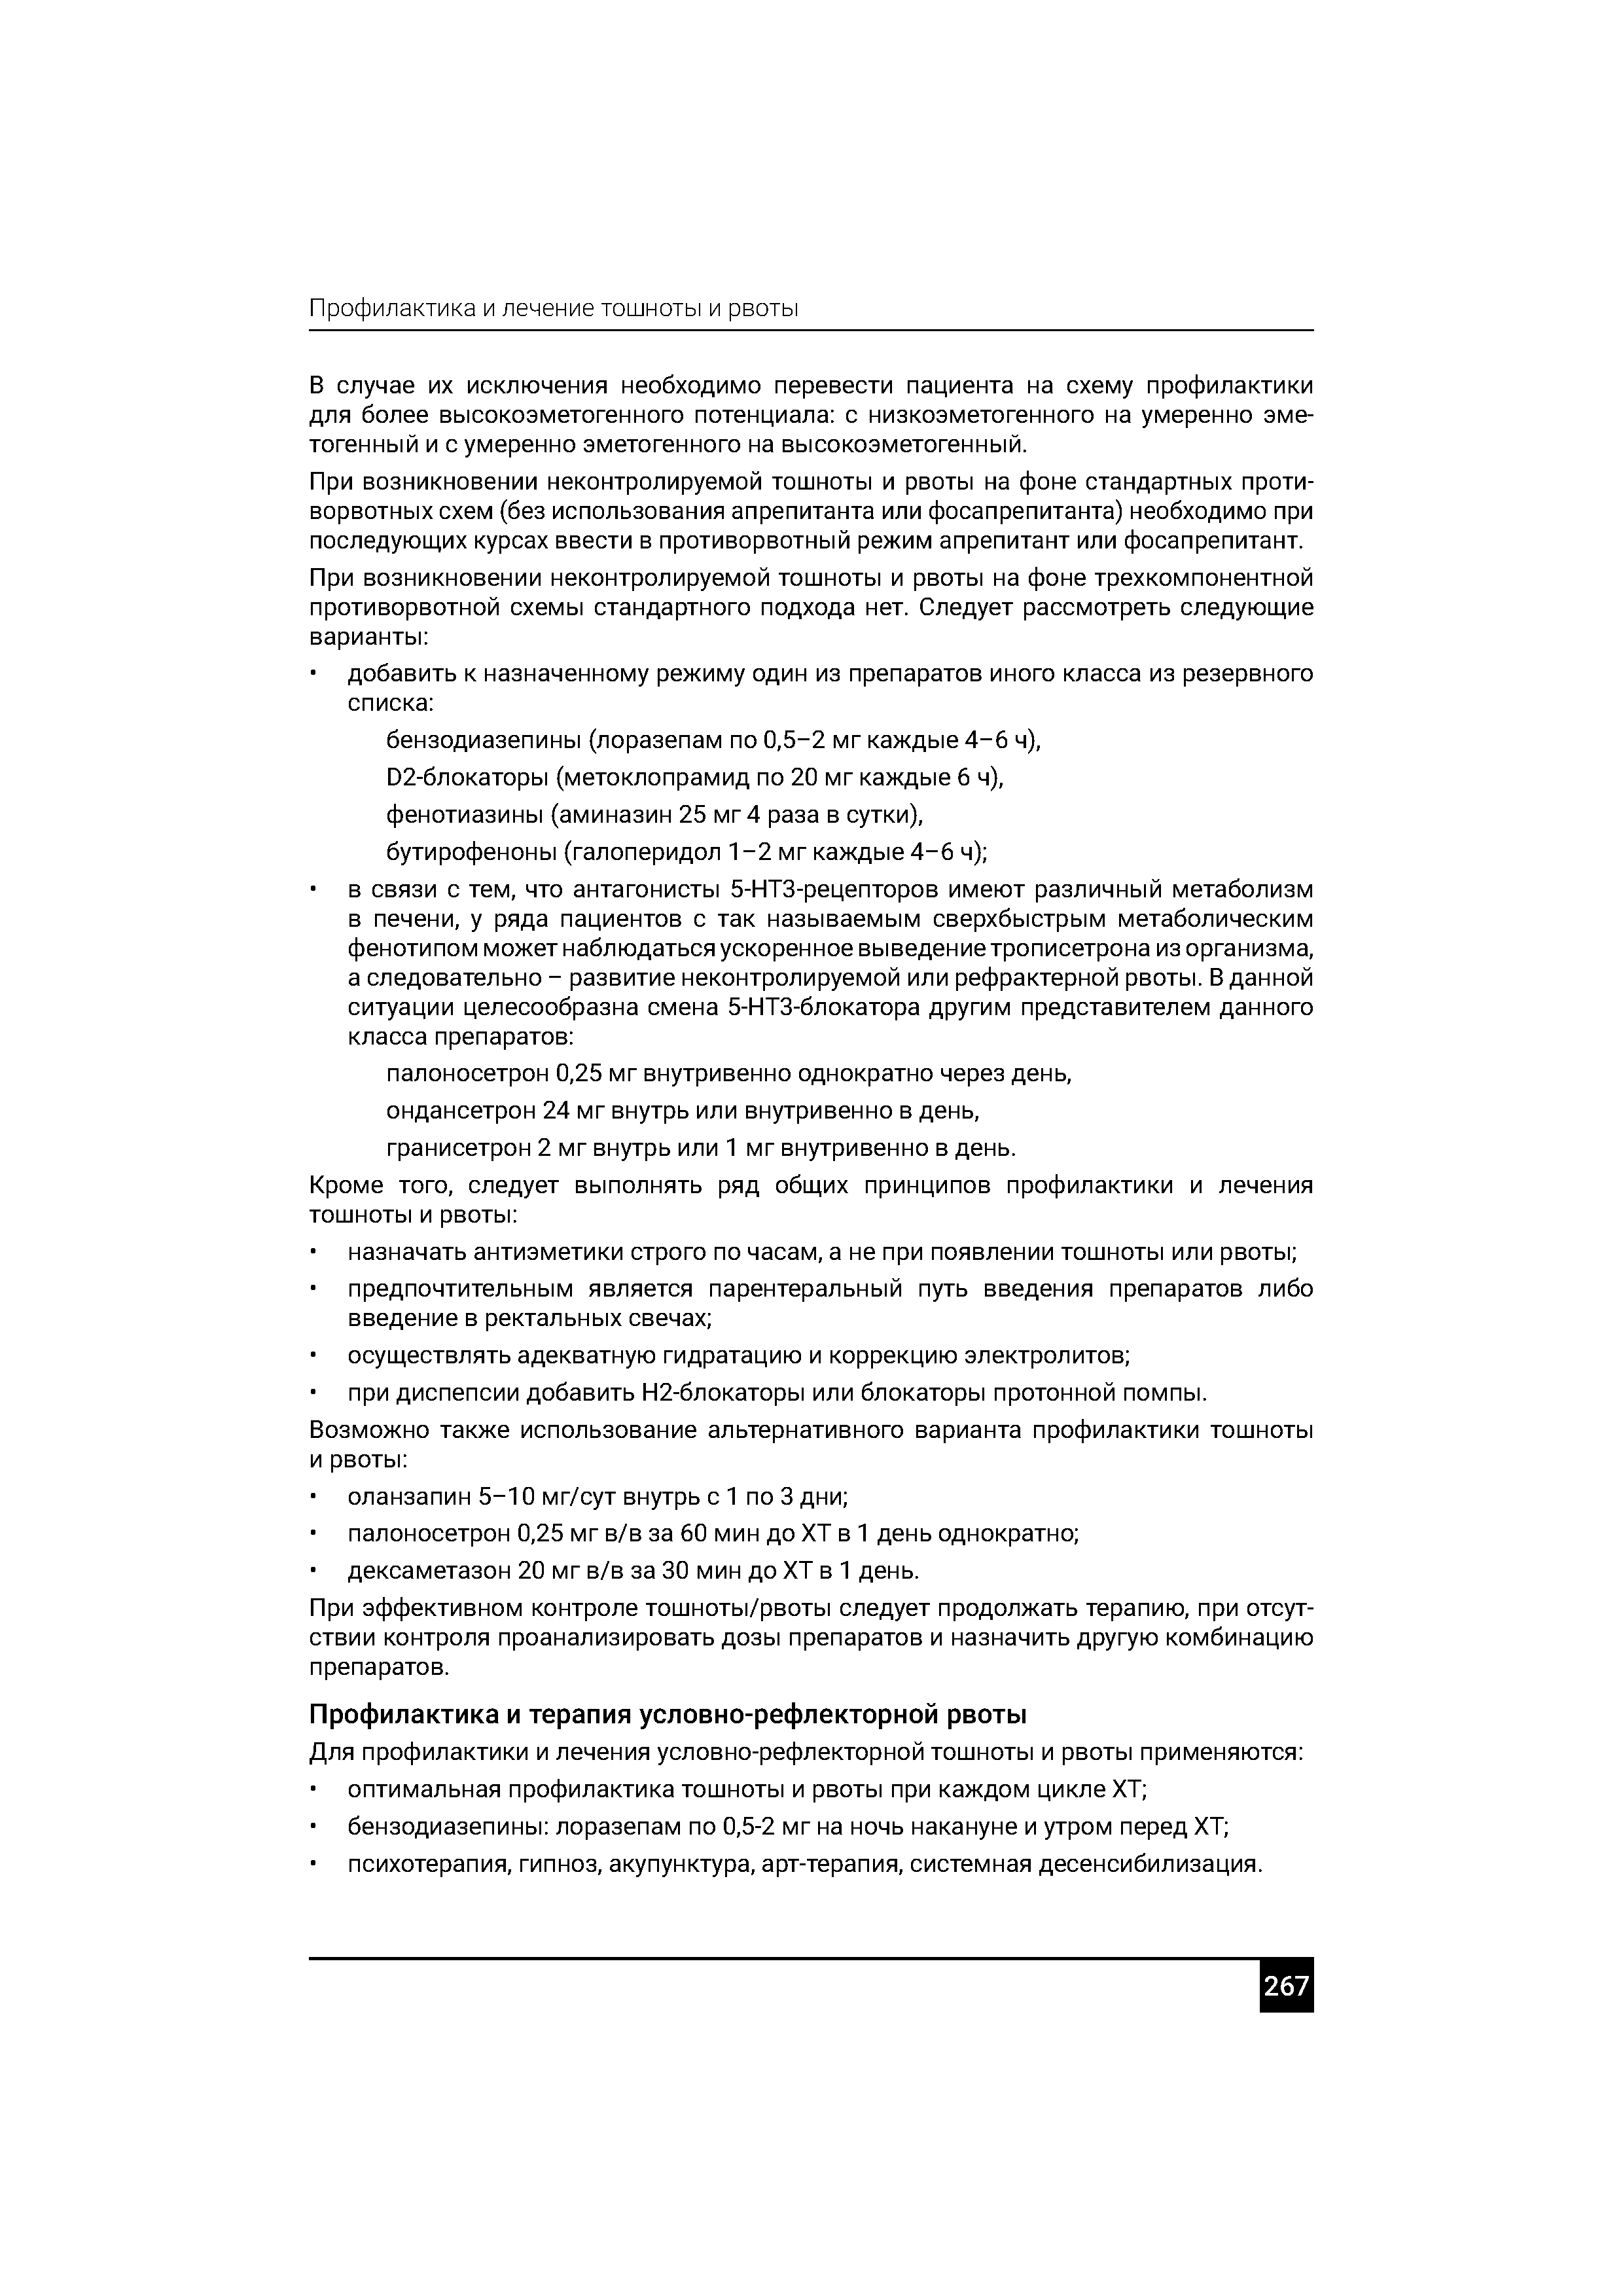 Профилактика и лечение тошноты и рвоты
В случае их исключения необходимо перевести пациента на схему профилактики
для более высокоэметогенного потенциала: с низкоэметогенного на умеренно эме-
тогенный и с умеренно эметогенного на высокоэметогенный.
При возникновении неконтролируемой тошноты и рвоты на фоне стандартных проти-
ворвотных схем (без использования апрепитанта или фосапрепитанта) необходимо при
последующих курсах ввести в противорвотный режим апрепитант или фосапрепитант.
При возникновении неконтролируемой тошноты и рвоты на фоне трехкомпонентной
противорвотной схемы стандартного подхода нет. Следует рассмотреть следующие
варианты:
• добавить к назначенному режиму один из препаратов иного класса из резервного
списка:
бензодиазепины (лоразепам по 0,5–2 мг каждые 4–6 ч),
D2-блокаторы (метоклопрамид по 20 мг каждые 6 ч),
фенотиазины (аминазин 25 мг 4 раза в сутки),
бутирофеноны (галоперидол 1–2 мг каждые 4–6 ч);
• в связи с тем, что антагонисты 5-НТ3-рецепторов имеют различный метаболизм
в печени, у ряда пациентов с так называемым сверхбыстрым метаболическим
фенотипом может наблюдаться ускоренное выведение трописетрона из организма,
а следовательно – развитие неконтролируемой или рефрактерной рвоты. В данной
ситуации целесообразна смена 5-НТ3-блокатора другим представителем данного
класса препаратов:
палоносетрон 0,25 мг внутривенно однократно через день,
ондансетрон 24 мг внутрь или внутривенно в день,
гранисетрон 2 мг внутрь или 1 мг внутривенно в день.
Кроме того, следует выполнять ряд общих принципов профилактики и лечения
тошноты и рвоты:
• назначать антиэметики строго по часам, а не при появлении тошноты или рвоты;
• предпочтительным является парентеральный путь введения препаратов либо
введение в ректальных свечах;
• осуществлять адекватную гидратацию и коррекцию электролитов;
• при диспепсии добавить Н2-блокаторы или блокаторы протонной помпы.
Возможно также использование альтернативного варианта профилактики тошноты
и рвоты:
• оланзапин 5–10 мг/сут внутрь с 1 по 3 дни;
• палоносетрон 0,25 мг в/в за 60 мин до ХТ в 1 день однократно;
• дексаметазон 20 мг в/в за 30 мин до ХТ в 1 день.
При эффективном контроле тошноты/рвоты следует продолжать терапию, при отсут-
ствии контроля проанализировать дозы препаратов и назначить другую комбинацию
препаратов.
Профилактика и терапия условно-рефлекторной рвоты
Для профилактики и лечения условно-рефлекторной тошноты и рвоты применяются:
• оптимальная профилактика тошноты и рвоты при каждом цикле ХТ;
• бензодиазепины: лоразепам по 0,5-2 мг на ночь накануне и утром перед ХТ;
• психотерапия, гипноз, акупунктура, арт-терапия, системная десенсибилизация.
267